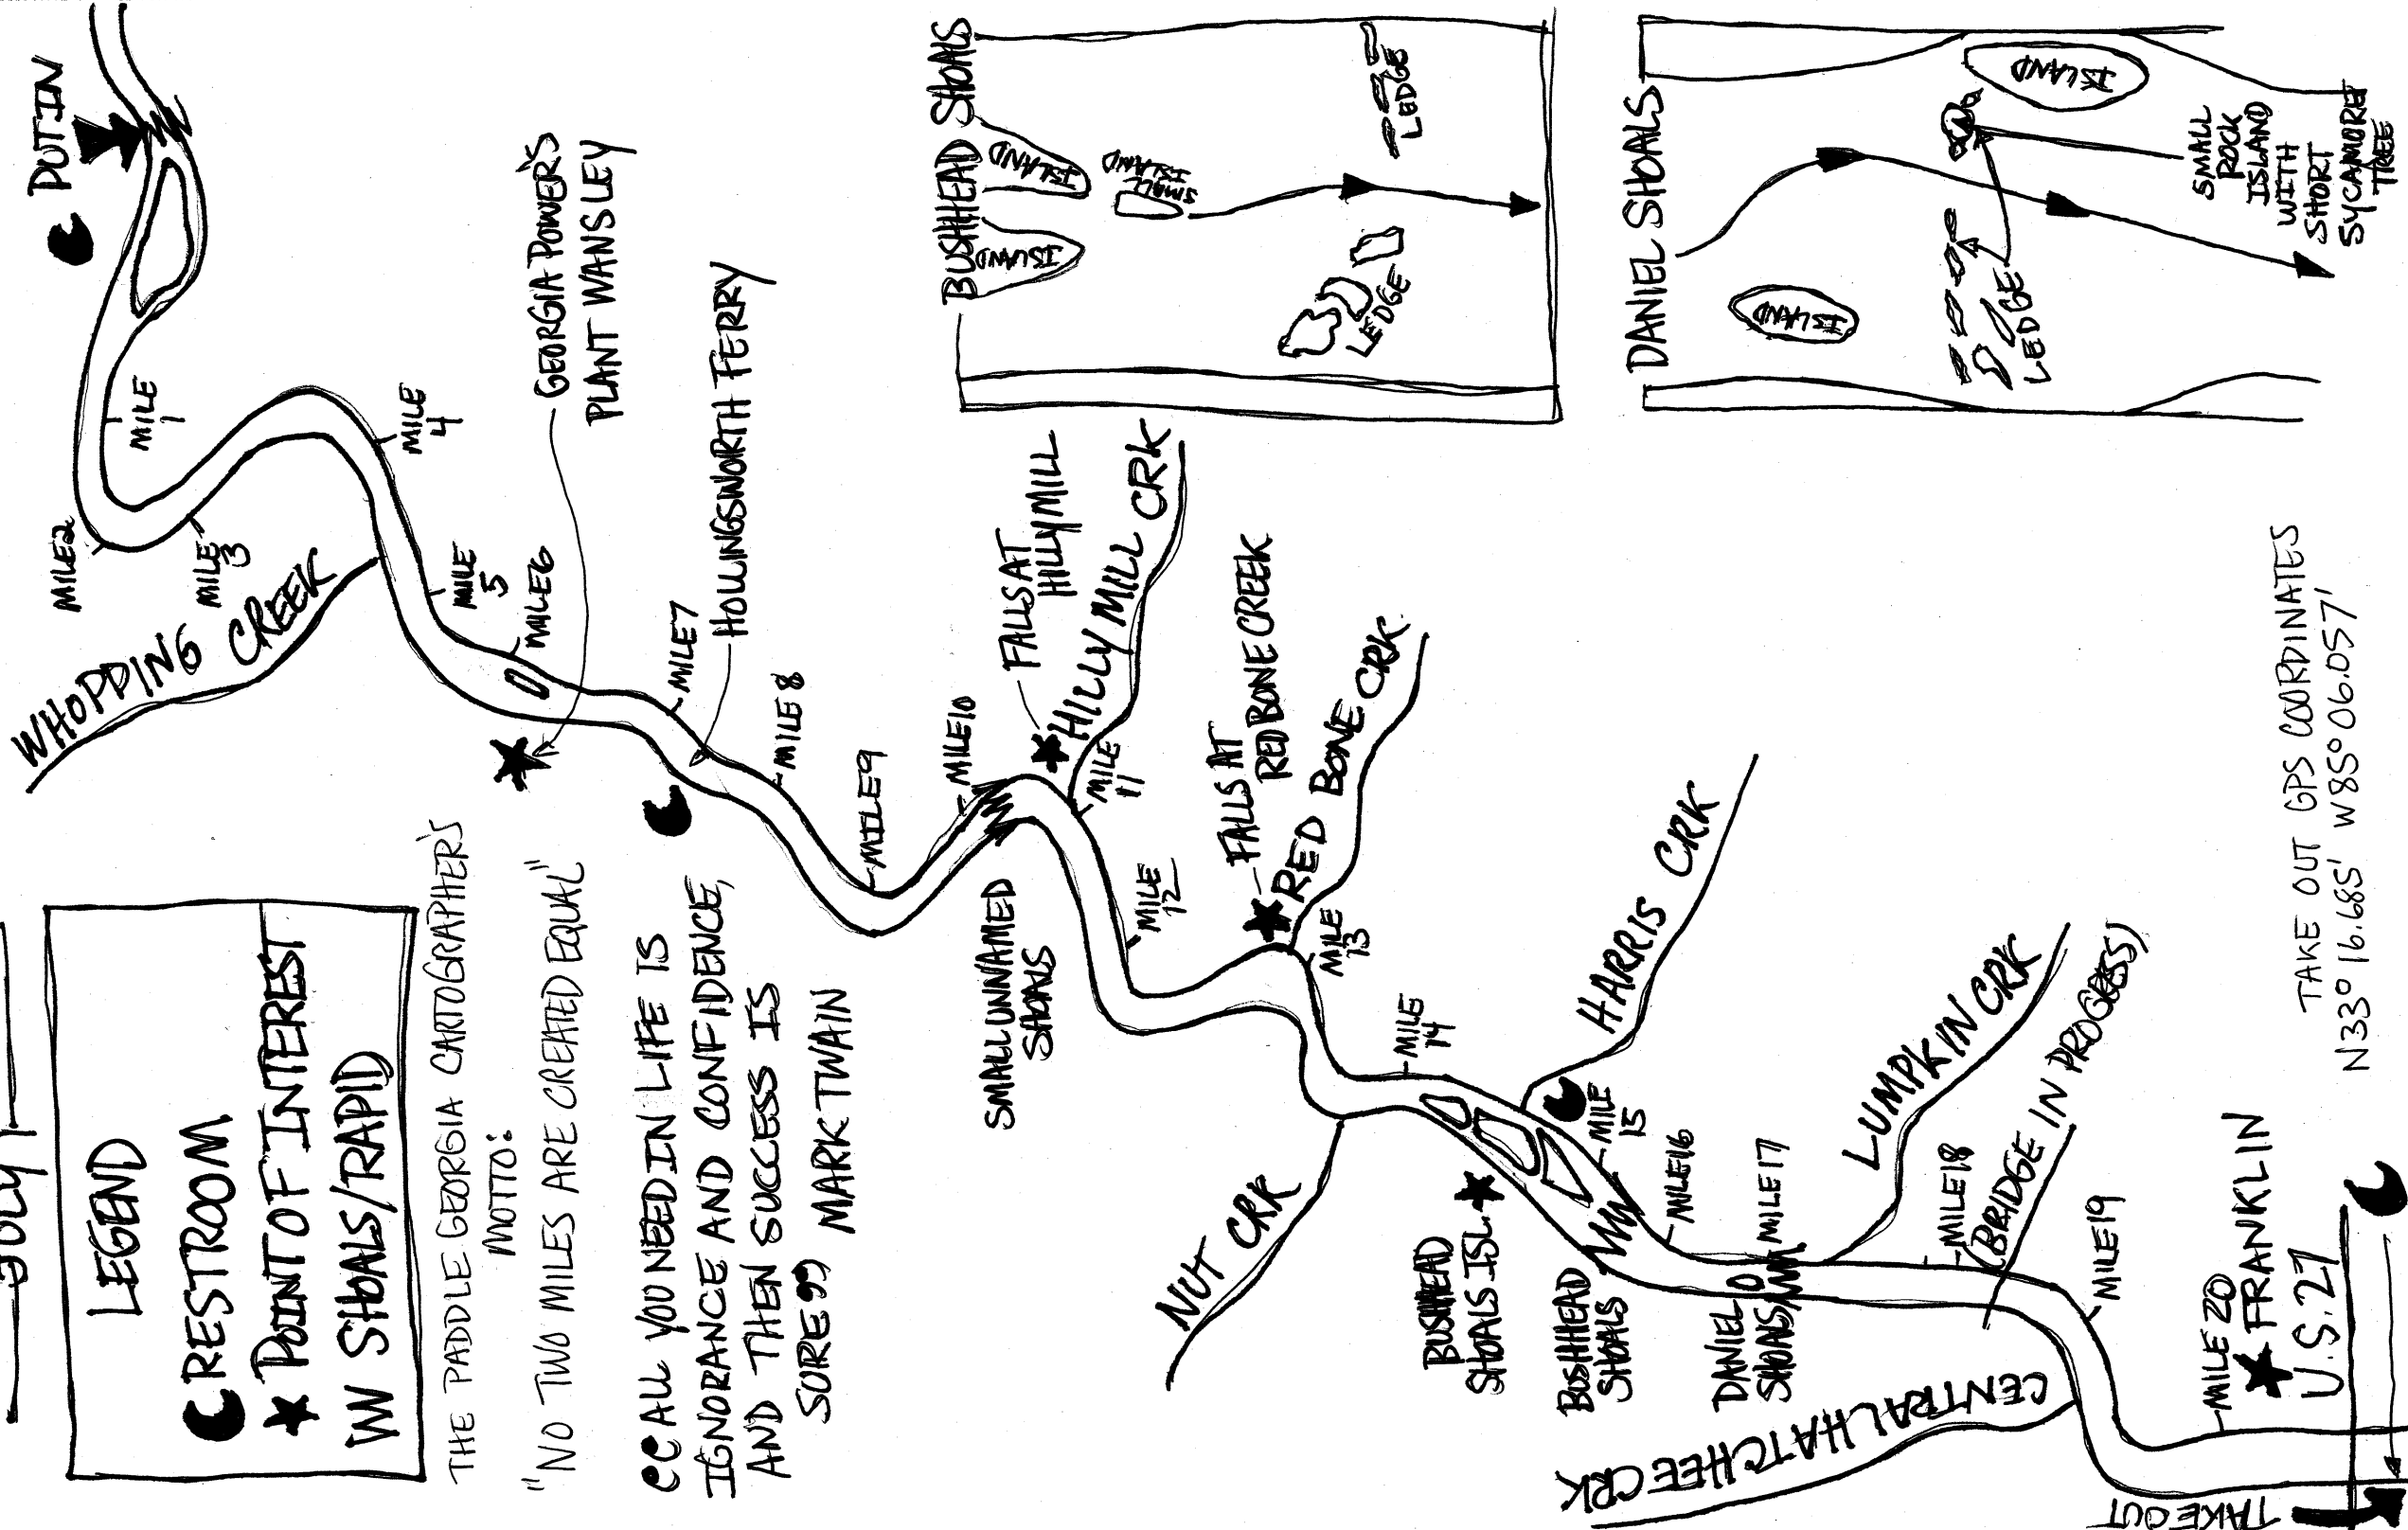 JULY 1
LEGEND
RESTROOM
POINT OF INTEREST
SHOALS/RAPID
THE PADDLE GEORGIA CARTOGRAPHER'S
MOTTO:
"NO TWO MILES ARE CREATED EQUAL"
"ALL YOU NEED IN LIFE IS
IGNORANCE AND CONFIDENCE,
AND THEN SUCCESS IS
SURE"
MARK TWAIN
PUT IN
MILE
1
MILE 2
MILE
3
MILE
4
WHOPPING CREEK
MILE
5
MILE 6
GEORGIA POWER'S
PLANT WANSLEY
MILE 7
HOLLINGSWORTH FERRY
MILE 8
MILE 9
MILE 10
SMALL UNNAMED
SHOALS
FALLS AT
HILLY MILL
HILLY MILL CRK
MILE
11
MILE
12
FALLS AT
RED BONE CREEK
RED BONE CRK
MILE
13
MILE
14
NUT CRK
HARRIS CRK
MILE
15
BUSHHEAD
SHOALS ISL.
MILE 16
BUSHHEAD
SHOALS
MILE 17
DANIEL
SHOALS
LUMPKIN CRK
MILE 18
(BRIDGE IN PROGRESS)
MILE 19
CENTRALHATCHEE CRK
MILE 20
FRANKLIN
U.S. 27
TAKE OUT
TAKE OUT GPS COORDINATES
N33° 16.685' W85° 06.057'
BUSHHEAD SHOALS
ISLAND
ISLAND
SMALL
ISLAND
LEDGE
LEDGE
DANIEL SHOALS
ISLAND
ISLAND
LEDGE
SMALL
ROCK
ISLAND
WITH
SHORT
SYCAMORE
TREE